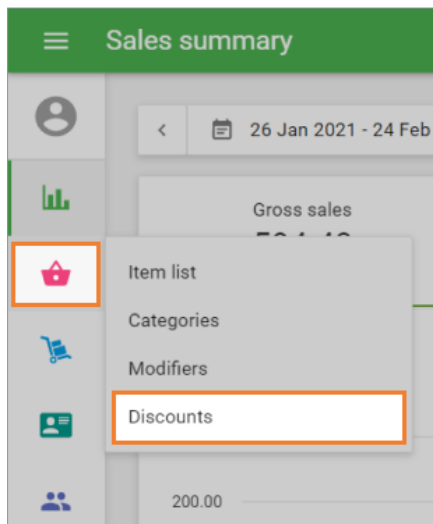 Sales summary
26 Jan 2021 - 24 Feb
Gross sales
Item list
Categories
Modifiers
Discounts
200.00